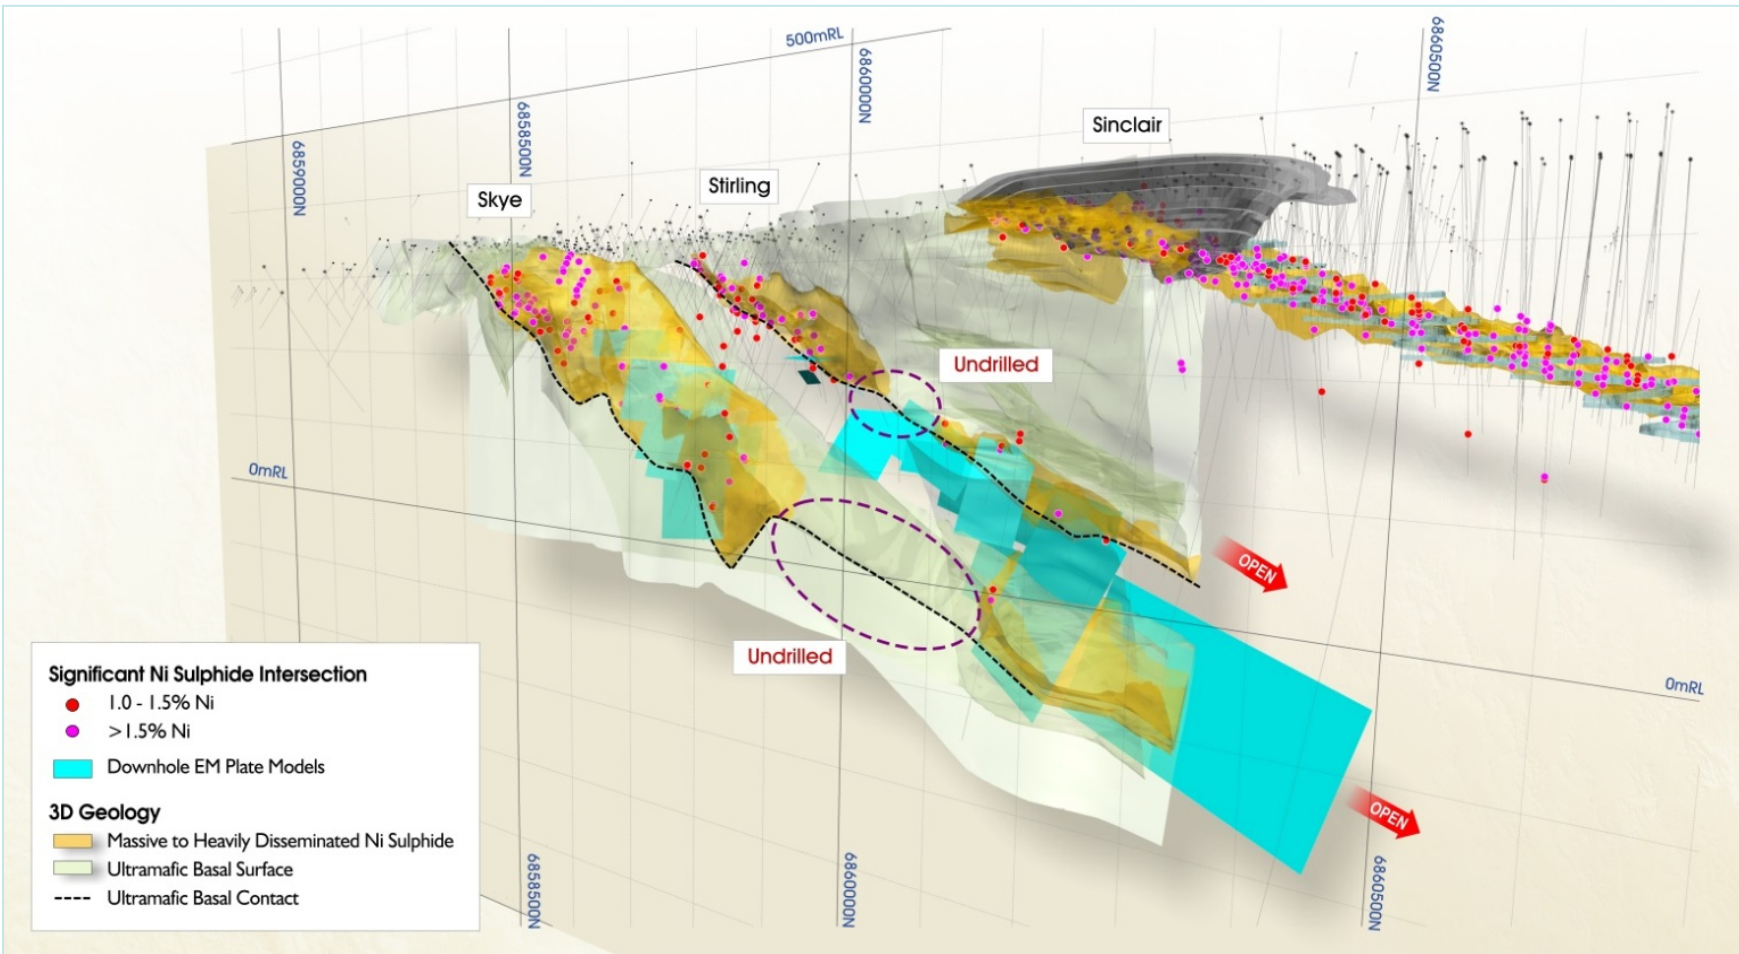 500mRL
6860500N
6860000N
6858500N
6859000N
Sinclair
Stirling
Skye
Undrilled
0mRL
OPEN
Undrilled
0mRL
OPEN
Significant Ni Sulphide Intersection
1.0 - 1.5% Ni
>1.5% Ni
Downhole EM Plate Models
3D Geology
Massive to Heavily Disseminated Ni Sulphide
Ultramafic Basal Surface
Ultramafic Basal Contact
6858500N
6860000N
6860500N